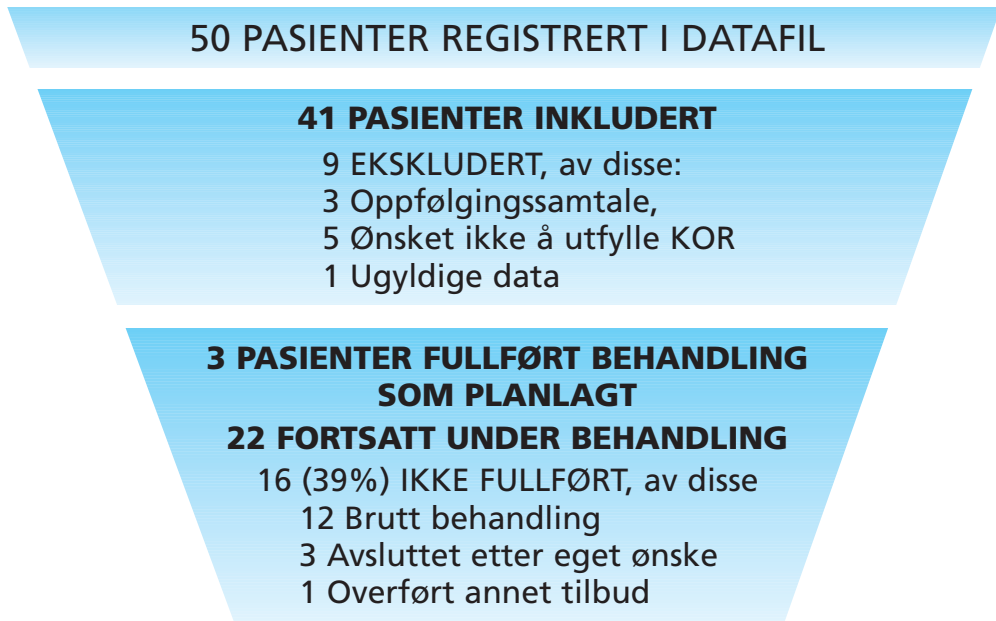 50 PASIENTER REGISTRERT I DATAFIL
41 PASIENTER INKLUDERT
9 EKSKLUDERT, av disse:
3 Oppfølgingssamtale,
5 Ønsket ikke å utfylle KOR
1 Ugyldige data
3 PASIENTER FULLFØRT BEHANDLING
SOM PLANLAGT
22 FORTSATT UNDER BEHANDLING
16 (39%) IKKE FULLFØRT, av disse
12 Brutt behandling
3 Avsluttet etter eget ønske
1 Overført annet tilbud